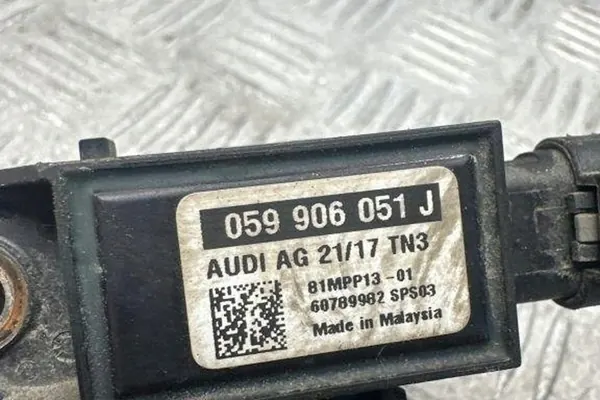 059 906 051 J
AUDI AG 21/17 TN3
81MPP13-01
60789982 SPS03
Made in Malaysia